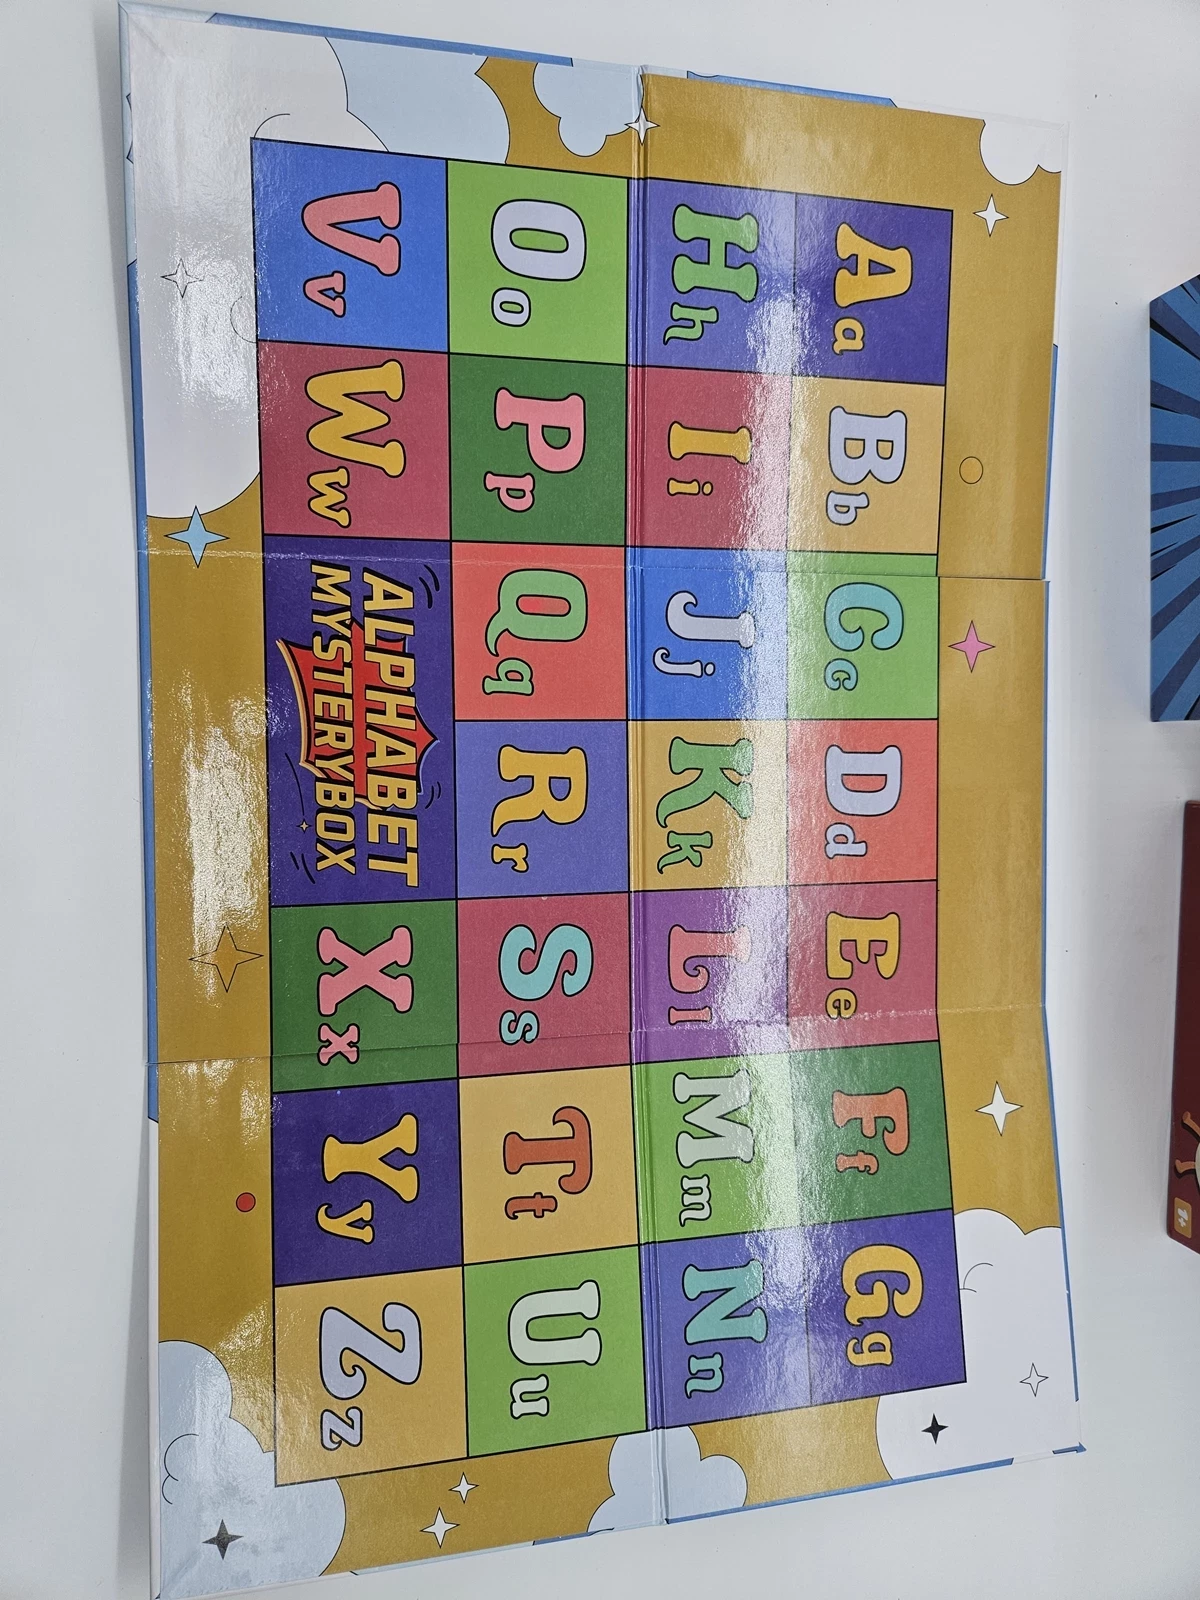 Aa Bb Cc Dd Ee Ff Gg
Hh Ii Jj Kk Ll Mm Nn
Oo Pp Qq Rr Ss Tt Uu
Vv Ww ALPHABET Xx Yy Zz
MYSTERY BOX